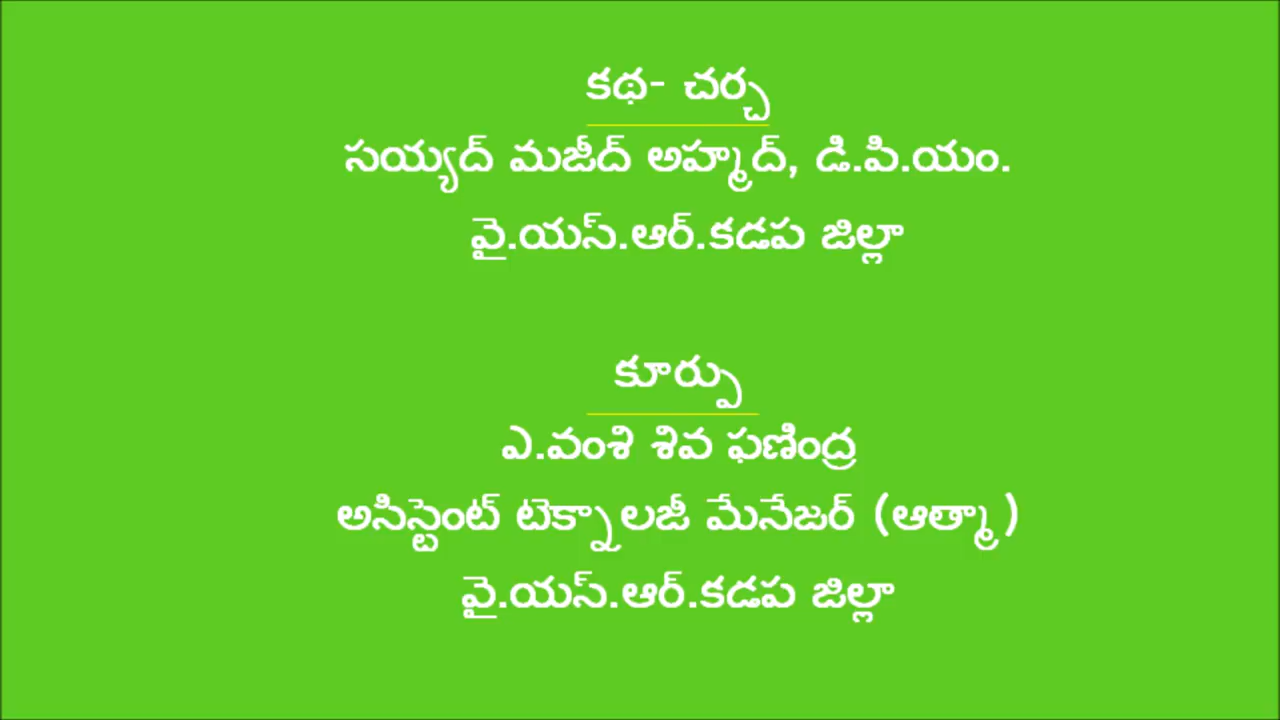 కథ- చర్చ
సయ్యద్ మజీద్ అహ్మద్, డి.పి.యం.
వై.యస్.ఆర్.కడప జిల్లా
కూర్పు
ఎ.వంశి శివ ఫణింద్ర
అసిస్టెంట్ టెక్నాలజీ మేనేజర్ (ఆత్మా)
వై.యస్.ఆర్.కడప జిల్లా